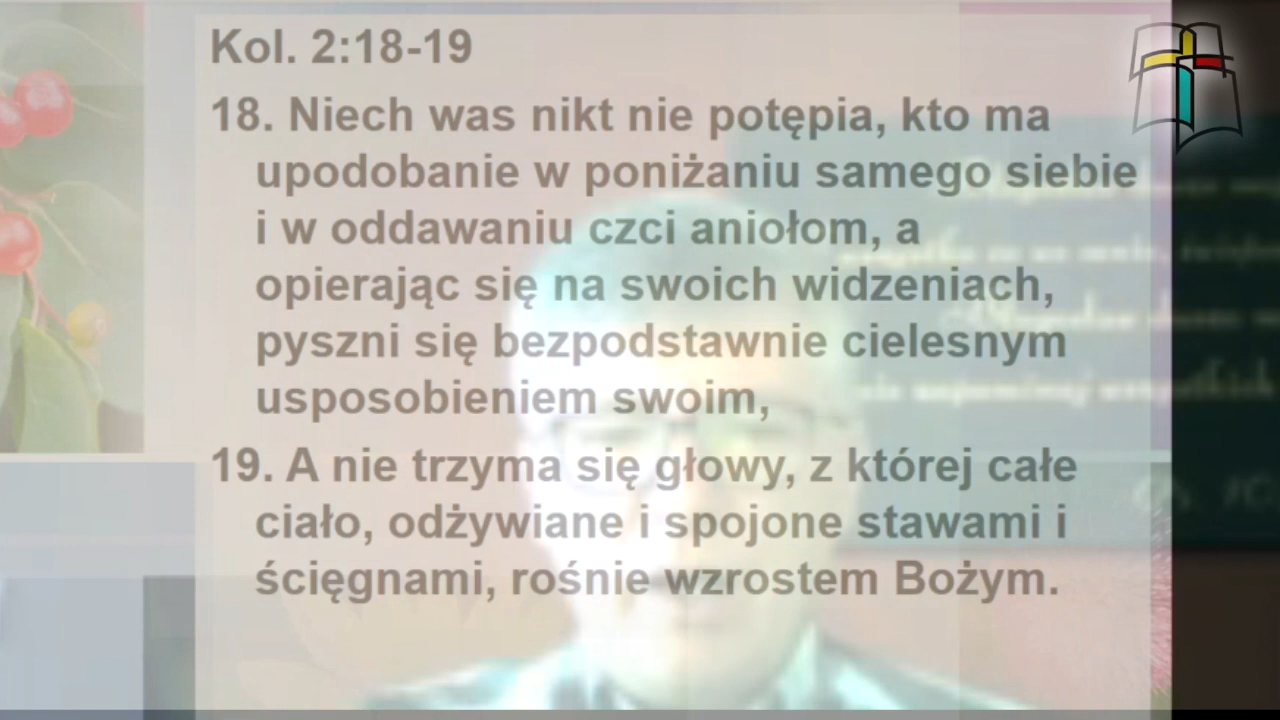 Kol. 2:18-19
18. Niech was nikt nie potępia, kto ma
upodobanie w poniżaniu samego siebie
i w oddawaniu czci aniołom, a
opierając się na swoich widzeniach,
pyszni się bezpodstawnie cielesnym
usposobieniem swoim,
19. A nie trzyma się głowy, z której całe
ciało, odżywiane i spojone stawami i
ścięgnami, rośnie wzrostem Bożym.